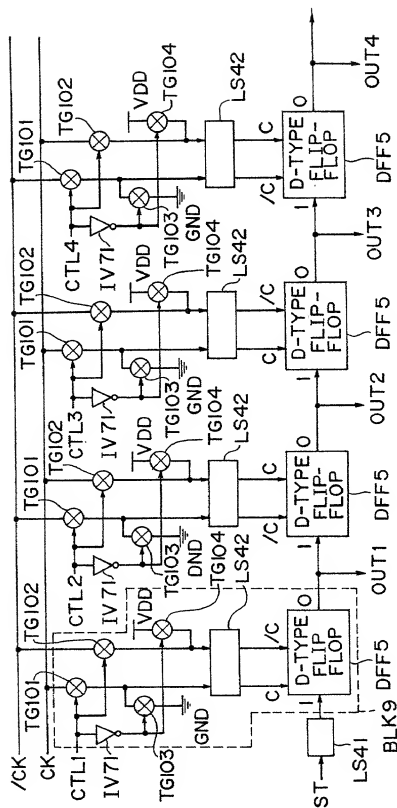 /CK
CK
TG101
TG102
CTL1
IV71
TG103
GND
VDD
TG104
LS42
C
/C
I
D-TYPE
FLIP
FLOP
O
DFF5
ST
LS41
BLK9
OUT1
TG101
TG102
CTL2
IV71
TG103
DND
VDD
TG104
LS42
/C
C
I
D-TYPE
FLIP-
FLOP
O
DFF5
OUT2
TG101
TG102
CTL3
IV71
TG103
GND
VDD
TG104
LS42
C
/C
I
D-TYPE
FLIP-
FLOP
O
DFF5
OUT3
TG101
TG102
CTL4
IV71
TG103
GND
VDD
TG104
LS42
/C
C
I
D-TYPE
FLIP-
FLOP
O
DFF5
OUT4